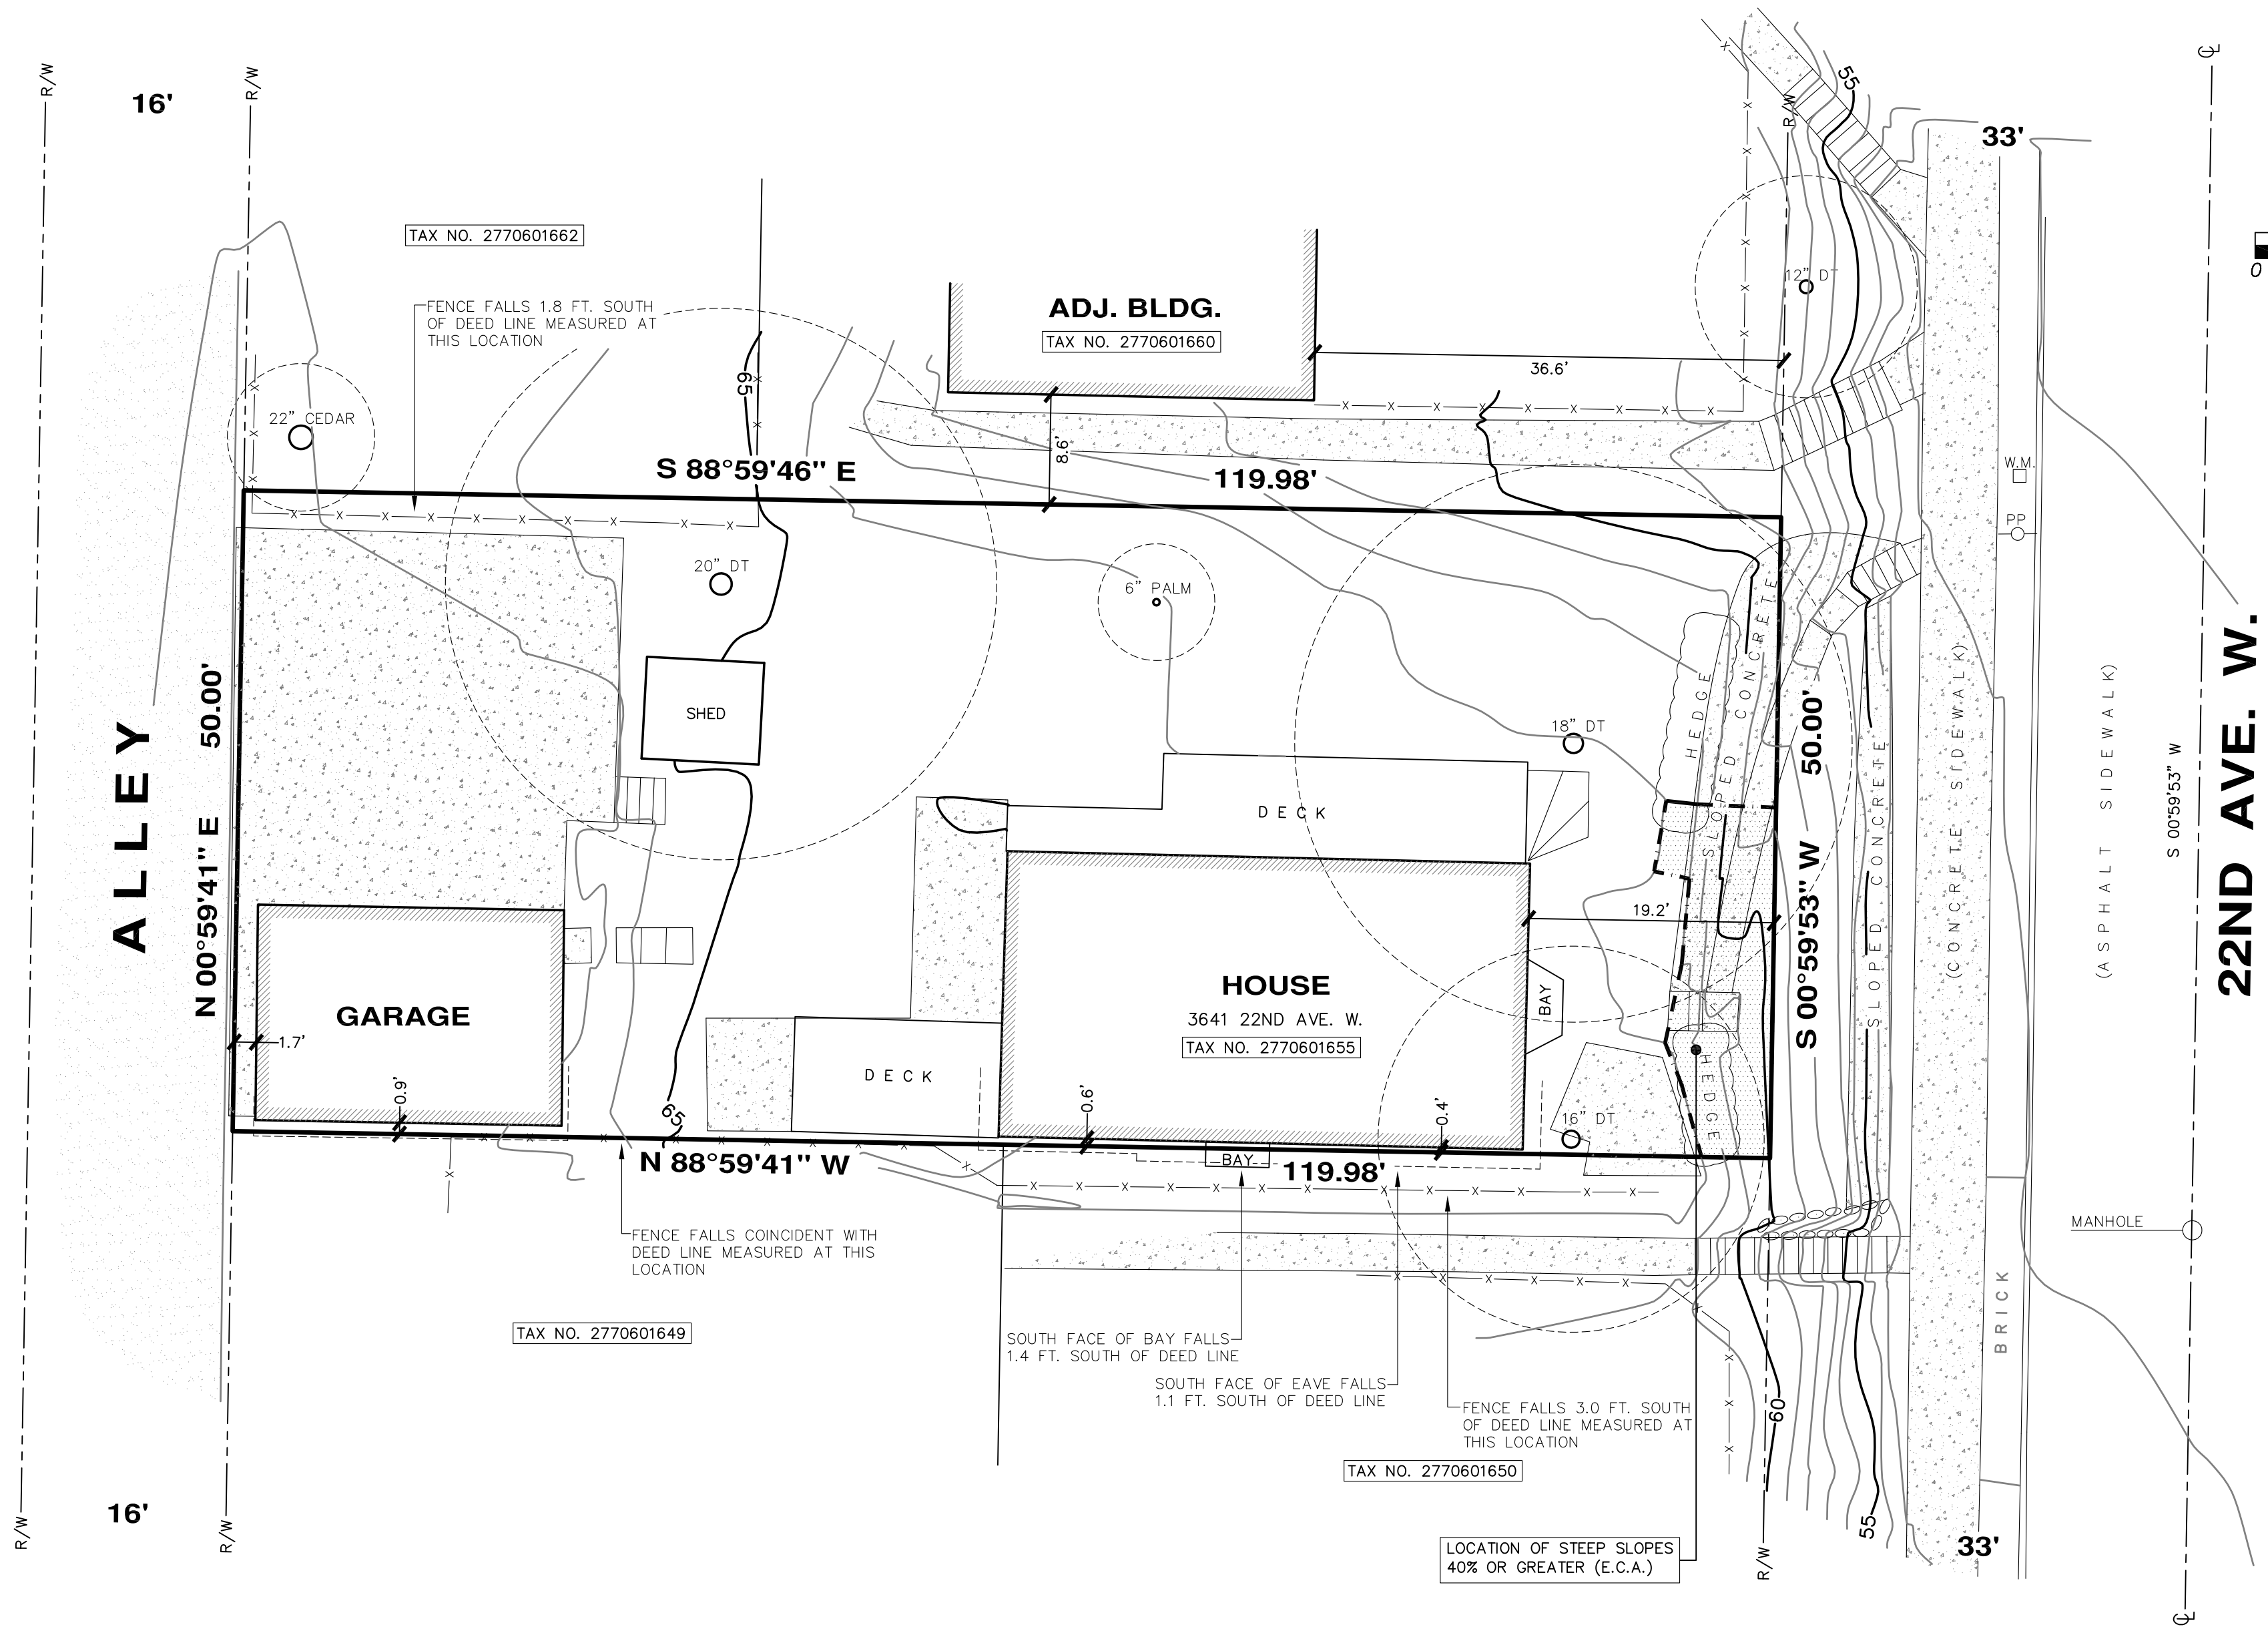 R/W
16'
R/W
55
R/W
33'
℄
0
TAX NO. 2770601662
FENCE FALLS 1.8 FT. SOUTH
OF DEED LINE MEASURED AT
THIS LOCATION
ADJ. BLDG.
TAX NO. 2770601660
12" DT
36.6'
65
22" CEDAR
8.6'
S 88°59'46" E
119.98'
W.M.
PP
20" DT
6" PALM
SHED
18" DT
HEDGE
SLOPED CONCRETE
50.00'
S 00°59'53" W
SLOPED CONCRETE
(CONCRETE SIDEWALK)
(ASPHALT SIDEWALK)
S 00°59'53" W
22ND AVE. W.
ALLEY
N 00°59'41" E
50.00'
DECK
19.2'
GARAGE
1.7'
0.9'
HOUSE
3641 22ND AVE. W.
TAX NO. 2770601655
BAY
DECK
0.6'
0.4'
16" DT
HEDGE
65
N 88°59'41" W
BAY
119.98'
MANHOLE
BRICK
FENCE FALLS COINCIDENT WITH
DEED LINE MEASURED AT THIS
LOCATION
TAX NO. 2770601649
SOUTH FACE OF BAY FALLS
1.4 FT. SOUTH OF DEED LINE
SOUTH FACE OF EAVE FALLS
1.1 FT. SOUTH OF DEED LINE
FENCE FALLS 3.0 FT. SOUTH
OF DEED LINE MEASURED AT
THIS LOCATION
60
TAX NO. 2770601650
LOCATION OF STEEP SLOPES
40% OR GREATER (E.C.A.)
R/W
16'
R/W
R/W
55
33'
℄